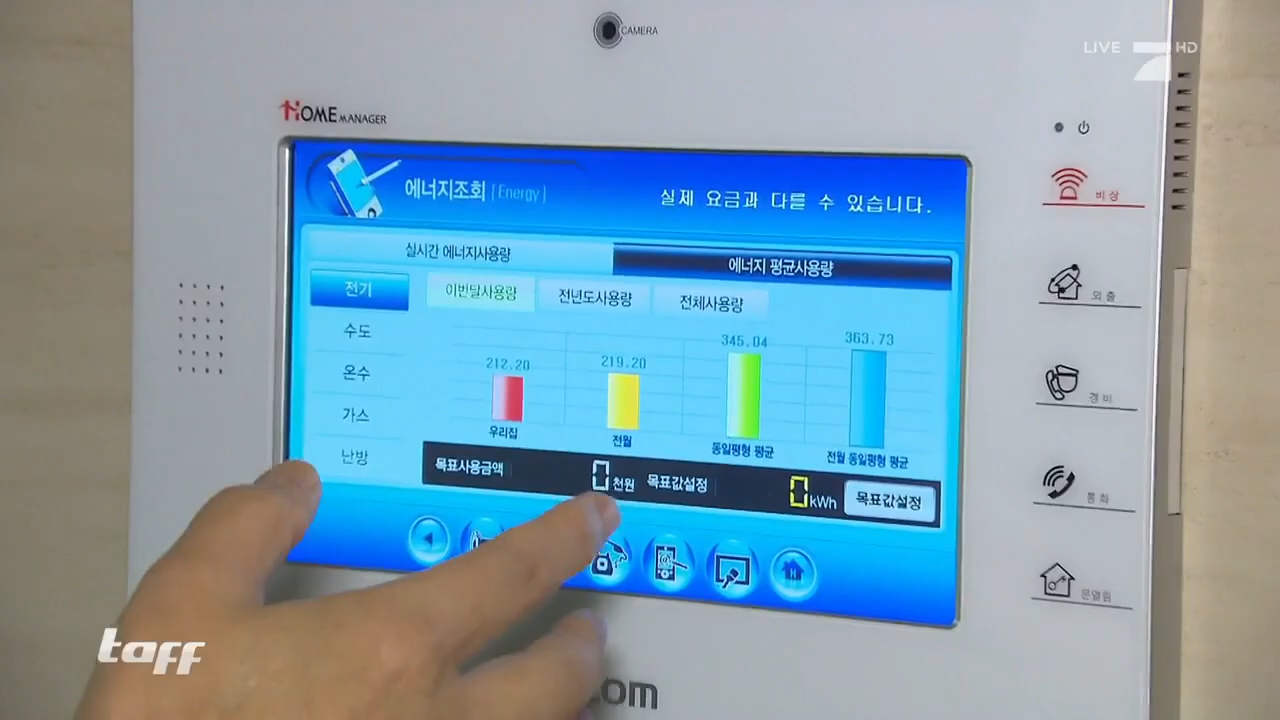 CAMERA
LIVE 7 HD
HOME MANAGER
에너지조회 [Energy]
실제 요금과 다를 수 있습니다.
실시간 에너지사용량
에너지 평균사용량
전기
이번달사용량
전년도사용량
전체사용량
수도
온수
가스
난방
212.20
219.20
345.04
363.73
우리집
전월
동일평형 평균
전월 동일평형 평균
목표사용금액
0 천원
목표값설정
0 kWh
목표값설정
비상
외출
경비
통화
문열림
taff
com